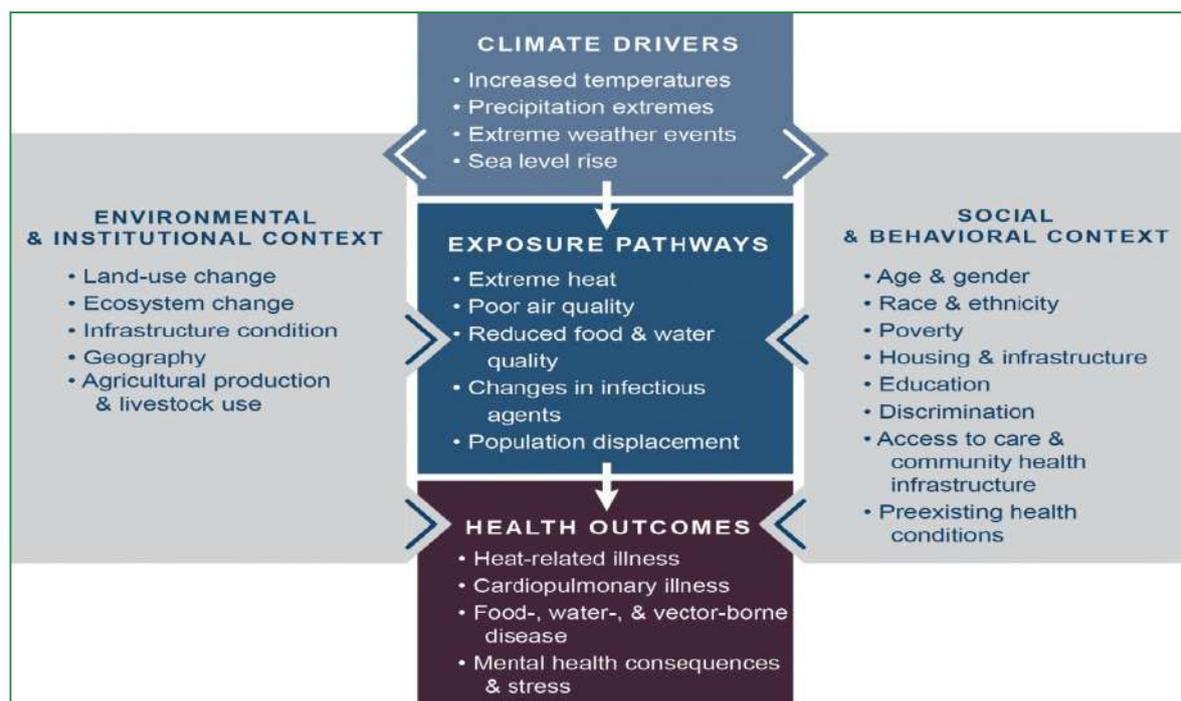 CLIMATE DRIVERS
• Increased temperatures
• Precipitation extremes
• Extreme weather events
• Sea level rise
ENVIRONMENTAL
& INSTITUTIONAL CONTEXT
• Land-use change
• Ecosystem change
• Infrastructure condition
• Geography
• Agricultural production
& livestock use
EXPOSURE PATHWAYS
• Extreme heat
• Poor air quality
• Reduced food & water
quality
• Changes in infectious
agents
• Population displacement
SOCIAL
& BEHAVIORAL CONTEXT
• Age & gender
• Race & ethnicity
• Poverty
• Housing & infrastructure
• Education
• Discrimination
• Access to care &
community health
infrastructure
• Preexisting health
conditions
HEALTH OUTCOMES
• Heat-related illness
• Cardiopulmonary illness
• Food-, water-, & vector-borne
disease
• Mental health consequences
& stress